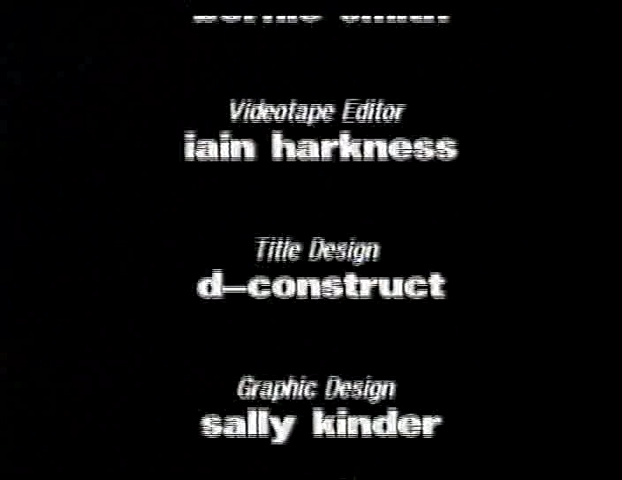 Videotape Editor
iain harkness
Title Design
d–construct
Graphic Design
sally kinder